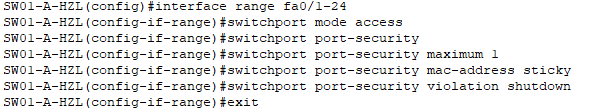 SW01-A-HZL(config)#interface range fa0/1-24
SW01-A-HZL(config-if-range)#switchport mode access
SW01-A-HZL(config-if-range)#switchport port-security
SW01-A-HZL(config-if-range)#switchport port-security maximum 1
SW01-A-HZL(config-if-range)#switchport port-security mac-address sticky
SW01-A-HZL(config-if-range)#switchport port-security violation shutdown
SW01-A-HZL(config-if-range)#exit